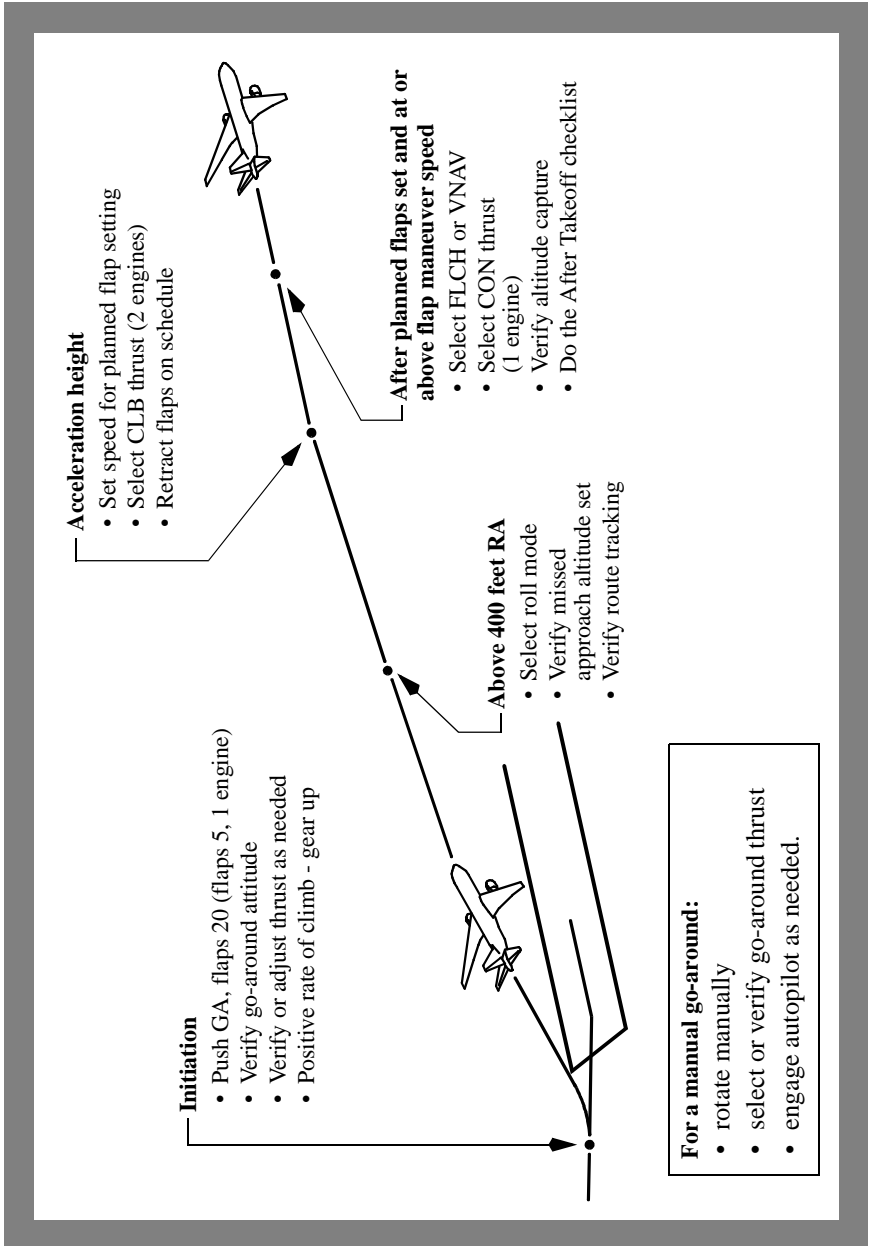 Initiation
• Push GA, flaps 20 (flaps 5, 1 engine)
• Verify go-around attitude
• Verify or adjust thrust as needed
• Positive rate of climb - gear up
Above 400 feet RA
• Select roll mode
• Verify missed
approach altitude set
• Verify route tracking
Acceleration height
• Set speed for planned flap setting
• Select CLB thrust (2 engines)
• Retract flaps on schedule
After planned flaps set and at or
above flap maneuver speed
• Select FLCH or VNAV
• Select CON thrust
(1 engine)
• Verify altitude capture
• Do the After Takeoff checklist
For a manual go-around:
• rotate manually
• select or verify go-around thrust
• engage autopilot as needed.